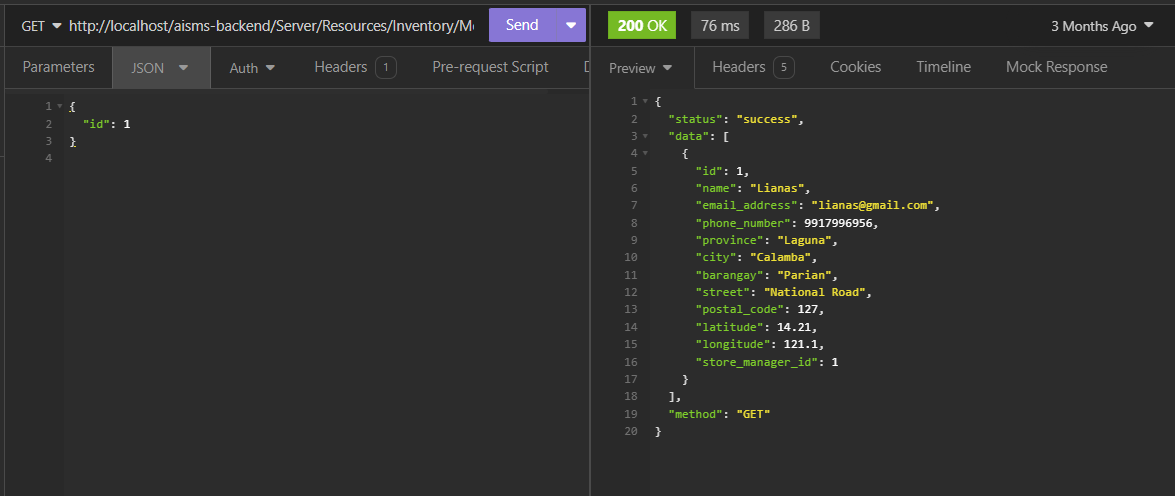 GET http://localhost/aisms-backend/Server/Resources/Inventory/M Send
200 OK 76 ms 286 B 3 Months Ago
Parameters JSON Auth Headers 1 Pre-request Script
Preview Headers 5 Cookies Timeline Mock Response
1 {
2 "id": 1
3 }
4
1 {
2 "status": "success",
3 "data": [
4 {
5 "id": 1,
6 "name": "Lianas",
7 "email_address": "lianas@gmail.com",
8 "phone_number": 9917996956,
9 "province": "Laguna",
10 "city": "Calamba",
11 "barangay": "Parian",
12 "street": "National Road",
13 "postal_code": 127,
14 "latitude": 14.21,
15 "longitude": 121.1,
16 "store_manager_id": 1
17 }
18 ],
19 "method": "GET"
20 }